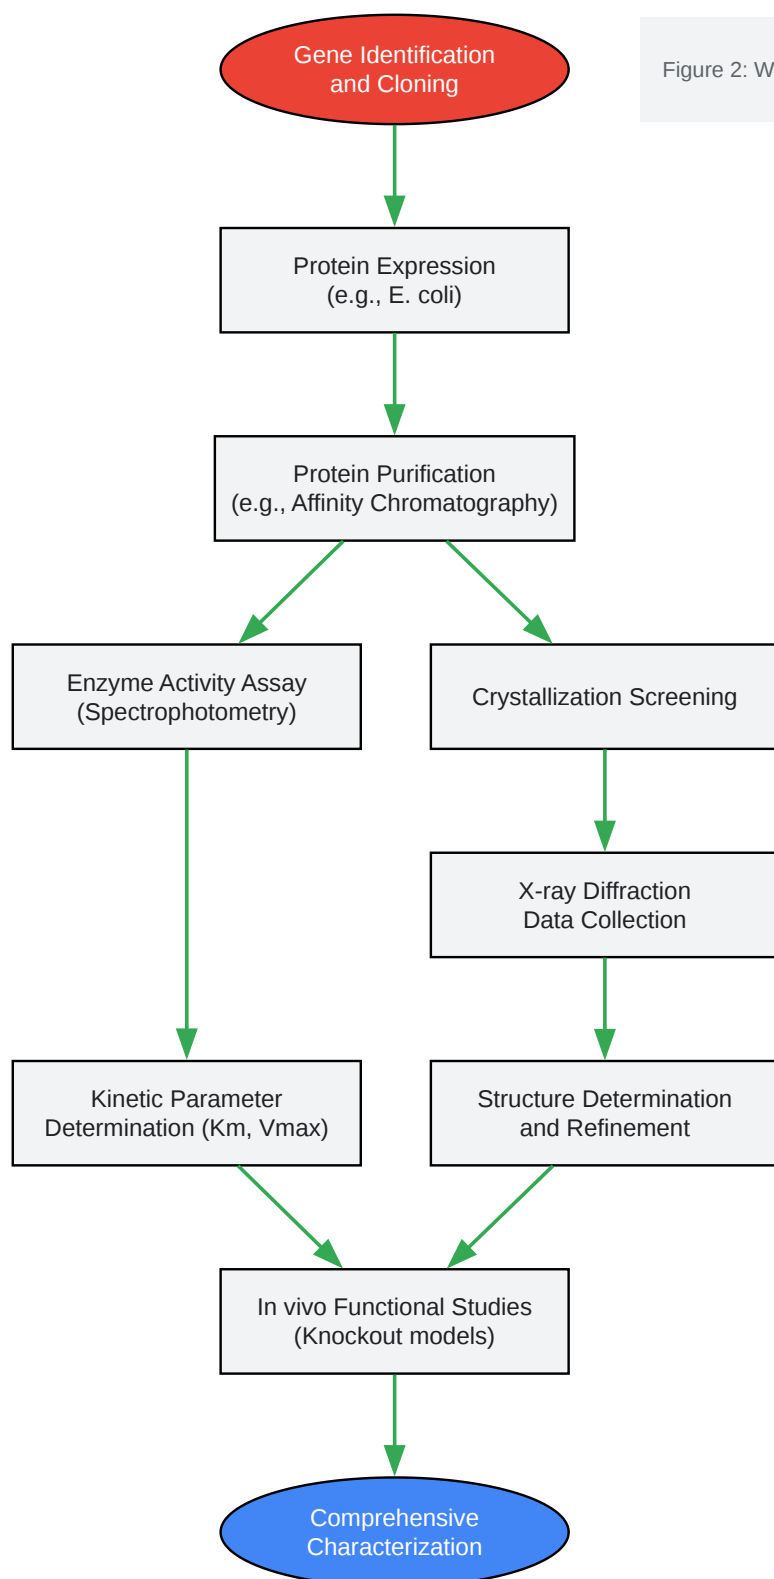 Gene Identification
and Cloning
Figure 2: W
Protein Expression
(e.g., E. coli)
Protein Purification
(e.g., Affinity Chromatography)
Enzyme Activity Assay
(Spectrophotometry)
Crystallization Screening
X-ray Diffraction
Data Collection
Kinetic Parameter
Determination (Km, Vmax)
Structure Determination
and Refinement
In vivo Functional Studies
(Knockout models)
Comprehensive
Characterization